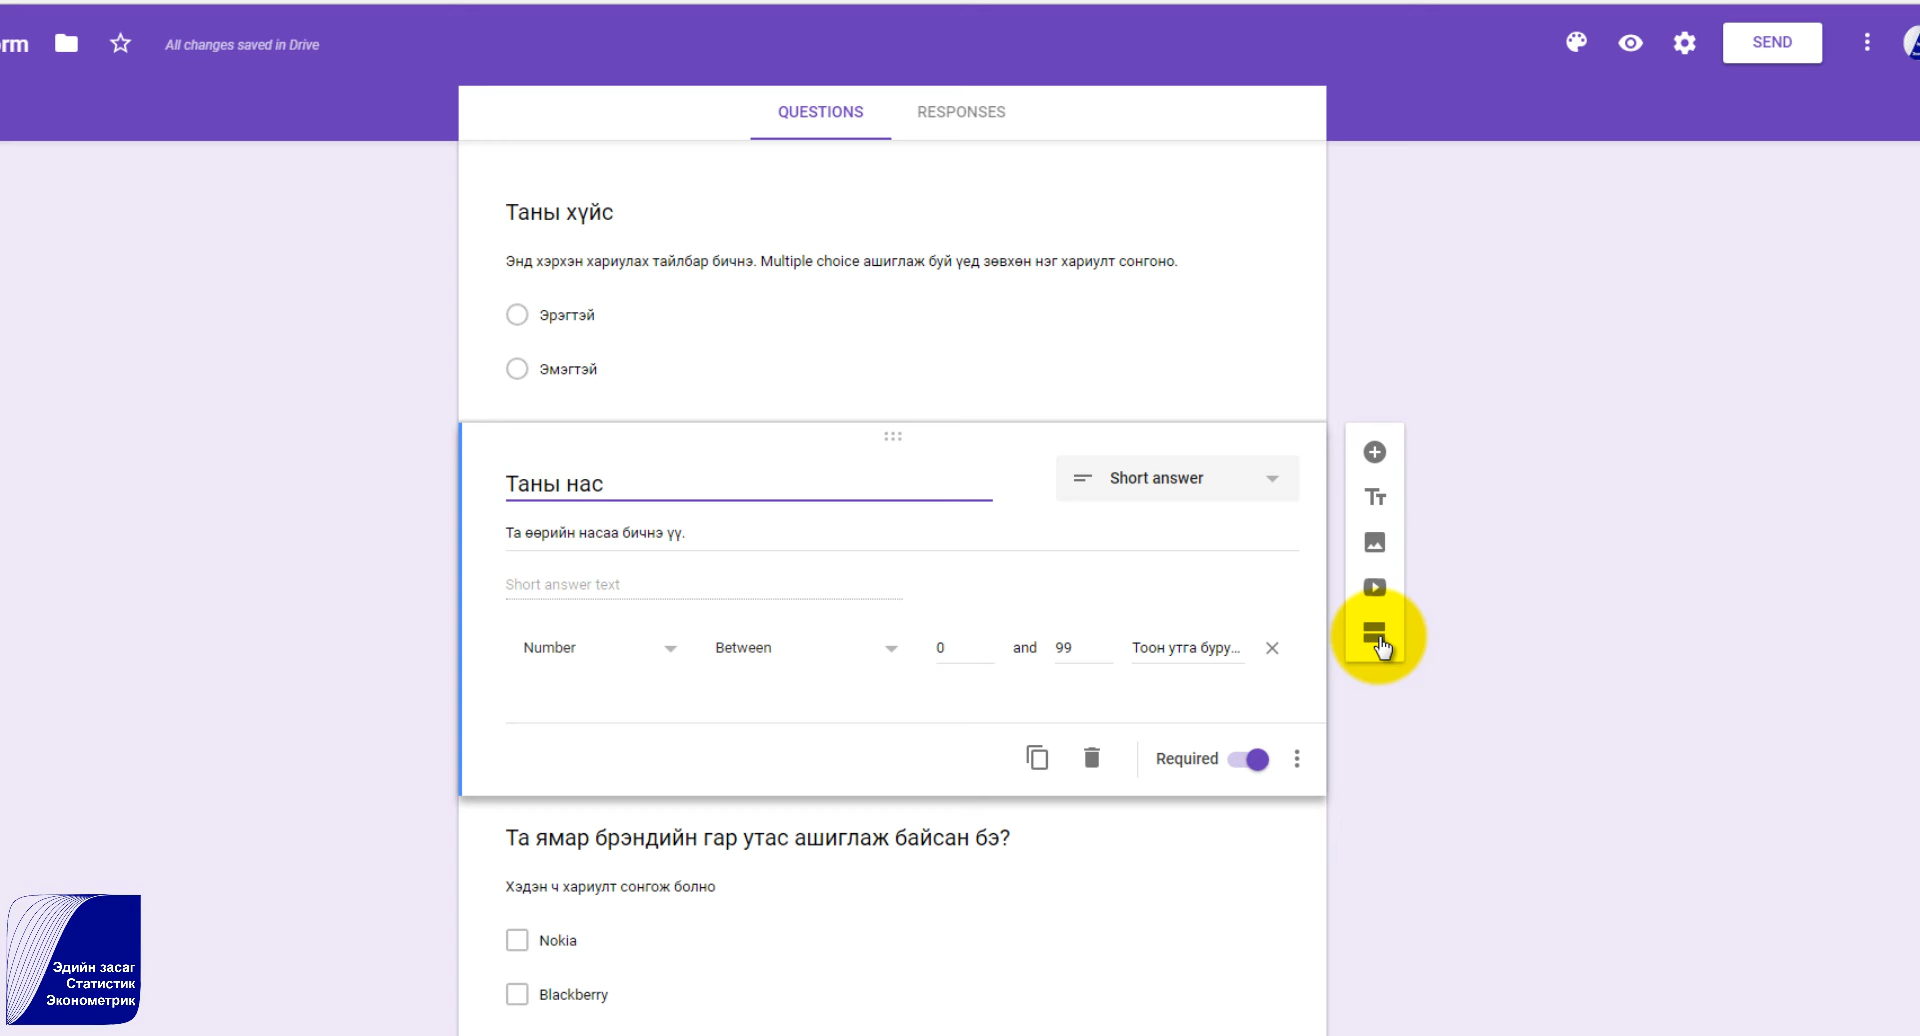 orm
All changes saved in Drive
SEND
QUESTIONS
RESPONSES
Таны хүйс
Энд хэрхэн хариулах тайлбар бичнэ. Multiple choice ашиглаж буй үед зөвхөн нэг хариулт сонгоно.
Эрэгтэй
Эмэгтэй
Таны нас
Short answer
Та өөрийн насаа бичнэ үү.
Short answer text
Number
Between
0
and
99
Тоон утга буру...
Required
Та ямар брэндийн гар утас ашиглаж байсан бэ?
Хэдэн ч хариулт сонгож болно
Nokia
Blackberry
Эдийн засаг
Статистик
Эконометрик